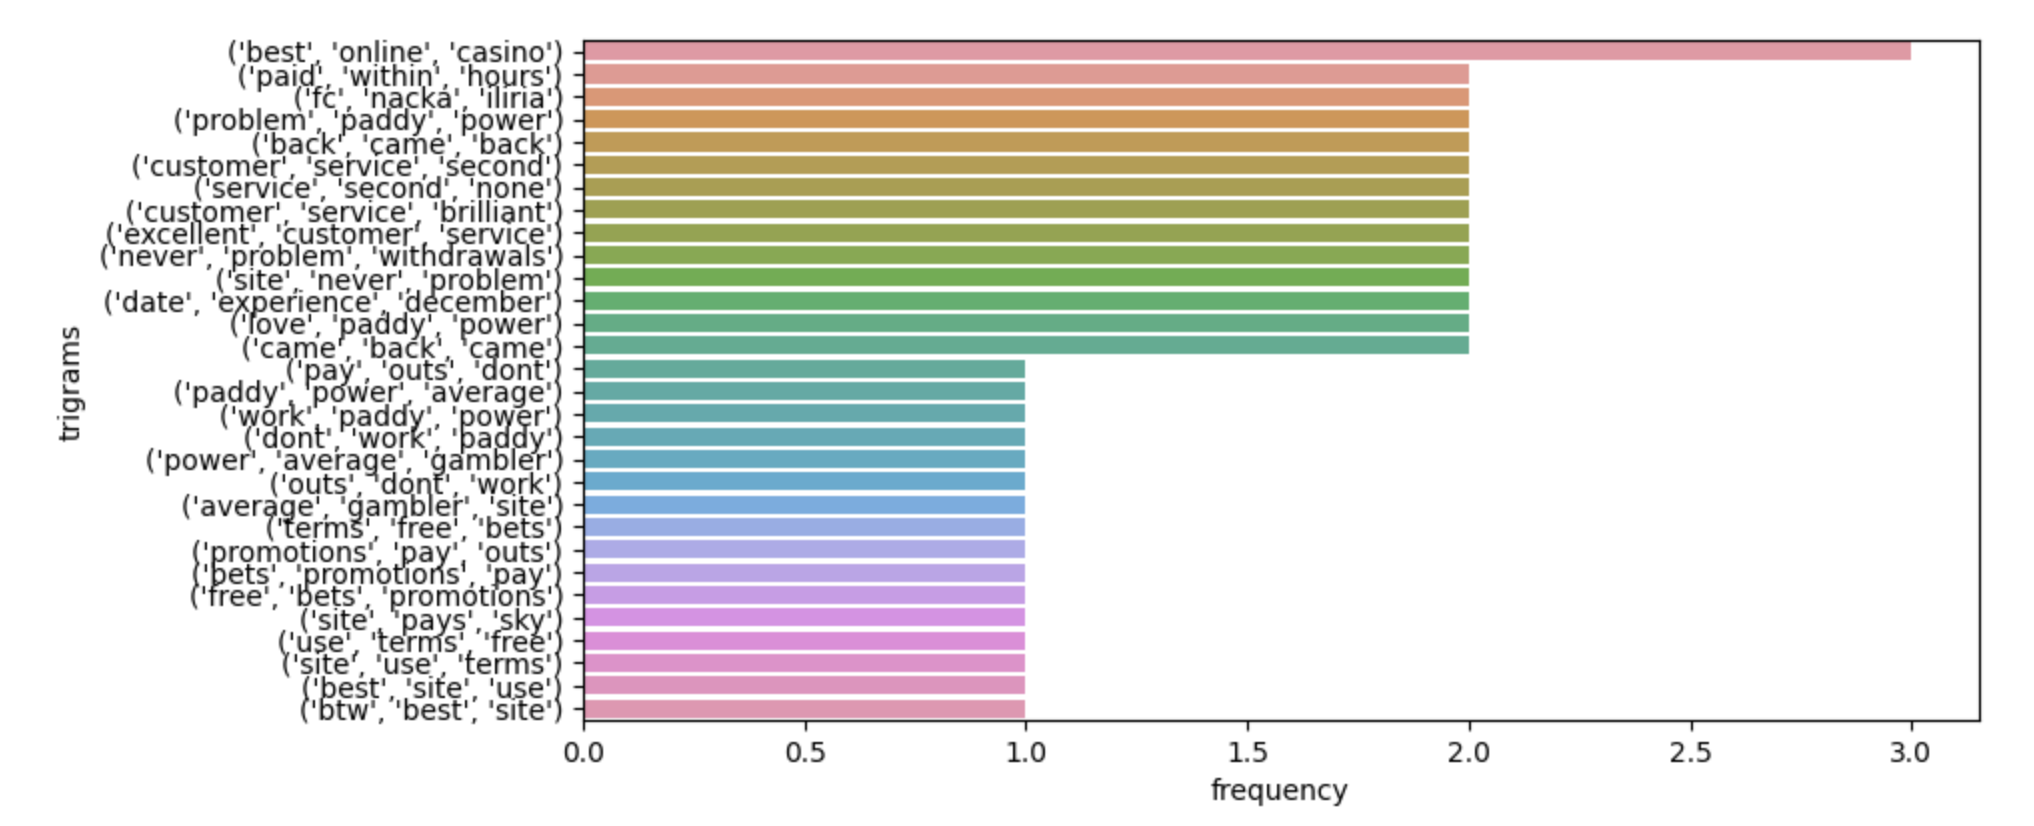 ('best', 'online', 'casino')
('paid', 'within', 'hours')
('fc', 'nacka', 'iliria')
('problem', 'paddy', 'power')
('back', 'came', 'back')
('customer', 'service', 'second')
('service', 'second', 'none')
('customer', 'service', 'brilliant')
('excellent', 'customer', 'service')
('never', 'problem', 'withdrawals')
('site', 'never', 'problem')
('date', 'experience', 'december')
('love', 'paddy', 'power')
('came', 'back', 'came')
('pay', 'outs', 'dont')
('paddy', 'power', 'average')
('work', 'paddy', 'power')
('dont', 'work', 'paddy')
('power', 'average', 'gambler')
('outs', 'dont', 'work')
('average', 'gambler', 'site')
('terms', 'free', 'bets')
('promotions', 'pay', 'outs')
('bets', 'promotions', 'pay')
('free', 'bets', 'promotions')
('site', 'pays', 'sky')
('use', 'terms', 'free')
('site', 'use', 'terms')
('best', 'site', 'use')
('btw', 'best', 'site')
trigrams
0.0 0.5 1.0 1.5 2.0 2.5 3.0
frequency